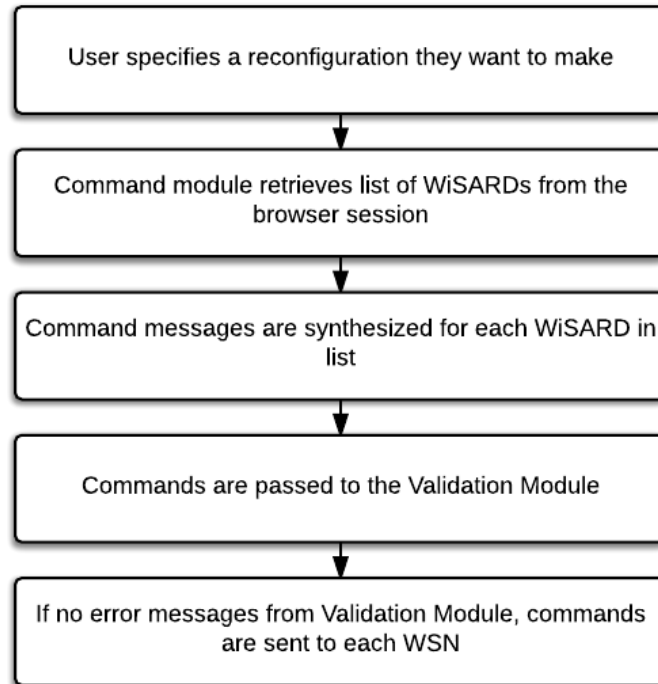 User specifies a reconfiguration they want to make
Command module retrieves list of WiSARDs from the
browser session
Command messages are synthesized for each WiSARD in
list
Commands are passed to the Validation Module
If no error messages from Validation Module, commands
are sent to each WSN